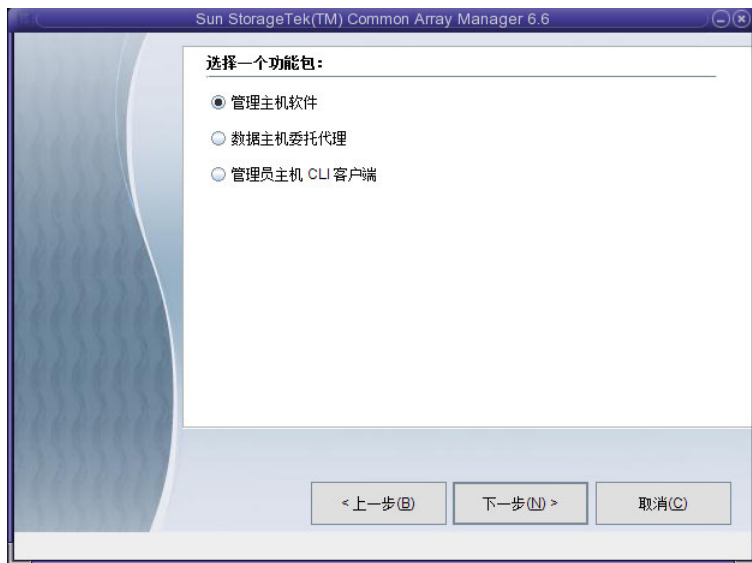 Sun StorageTek(TM) Common Array Manager 6.6
选择一个功能包：
管理主机软件
数据主机委托代理
管理员主机 CLI 客户端
<上一步(B)
下一步(N) >
取消(C)